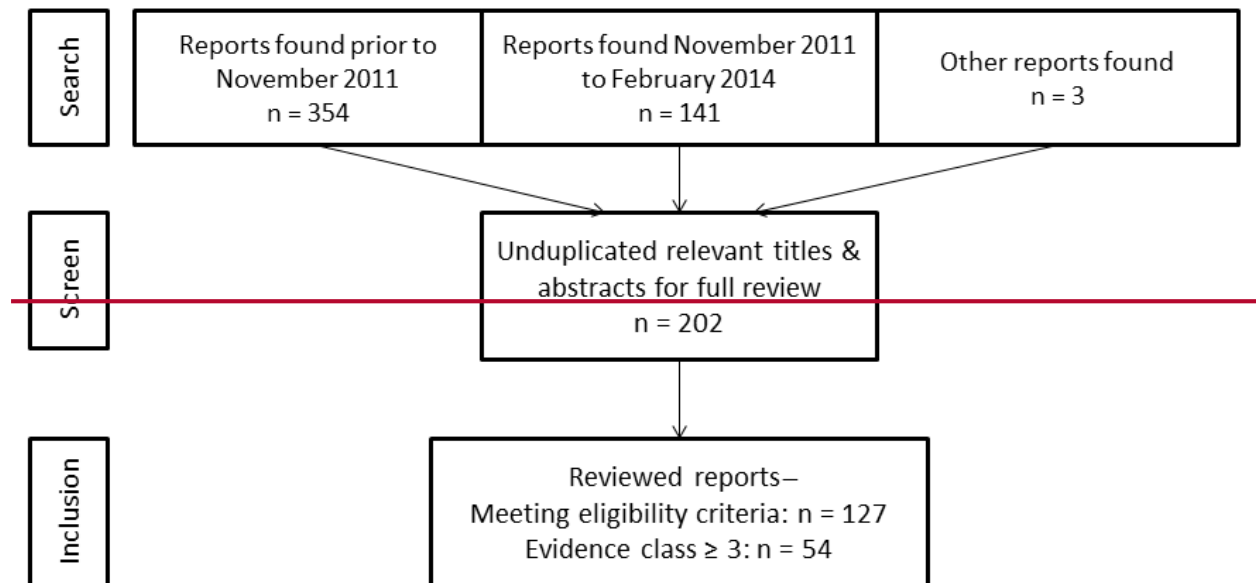 Search
Reports found prior to
November 2011
n = 354
Reports found November 2011
to February 2014
n = 141
Other reports found
n = 3
Screen
Unduplicated relevant titles &
abstracts for full review
n = 202
Inclusion
Reviewed reports–
Meeting eligibility criteria: n = 127
Evidence class ≥ 3: n = 54